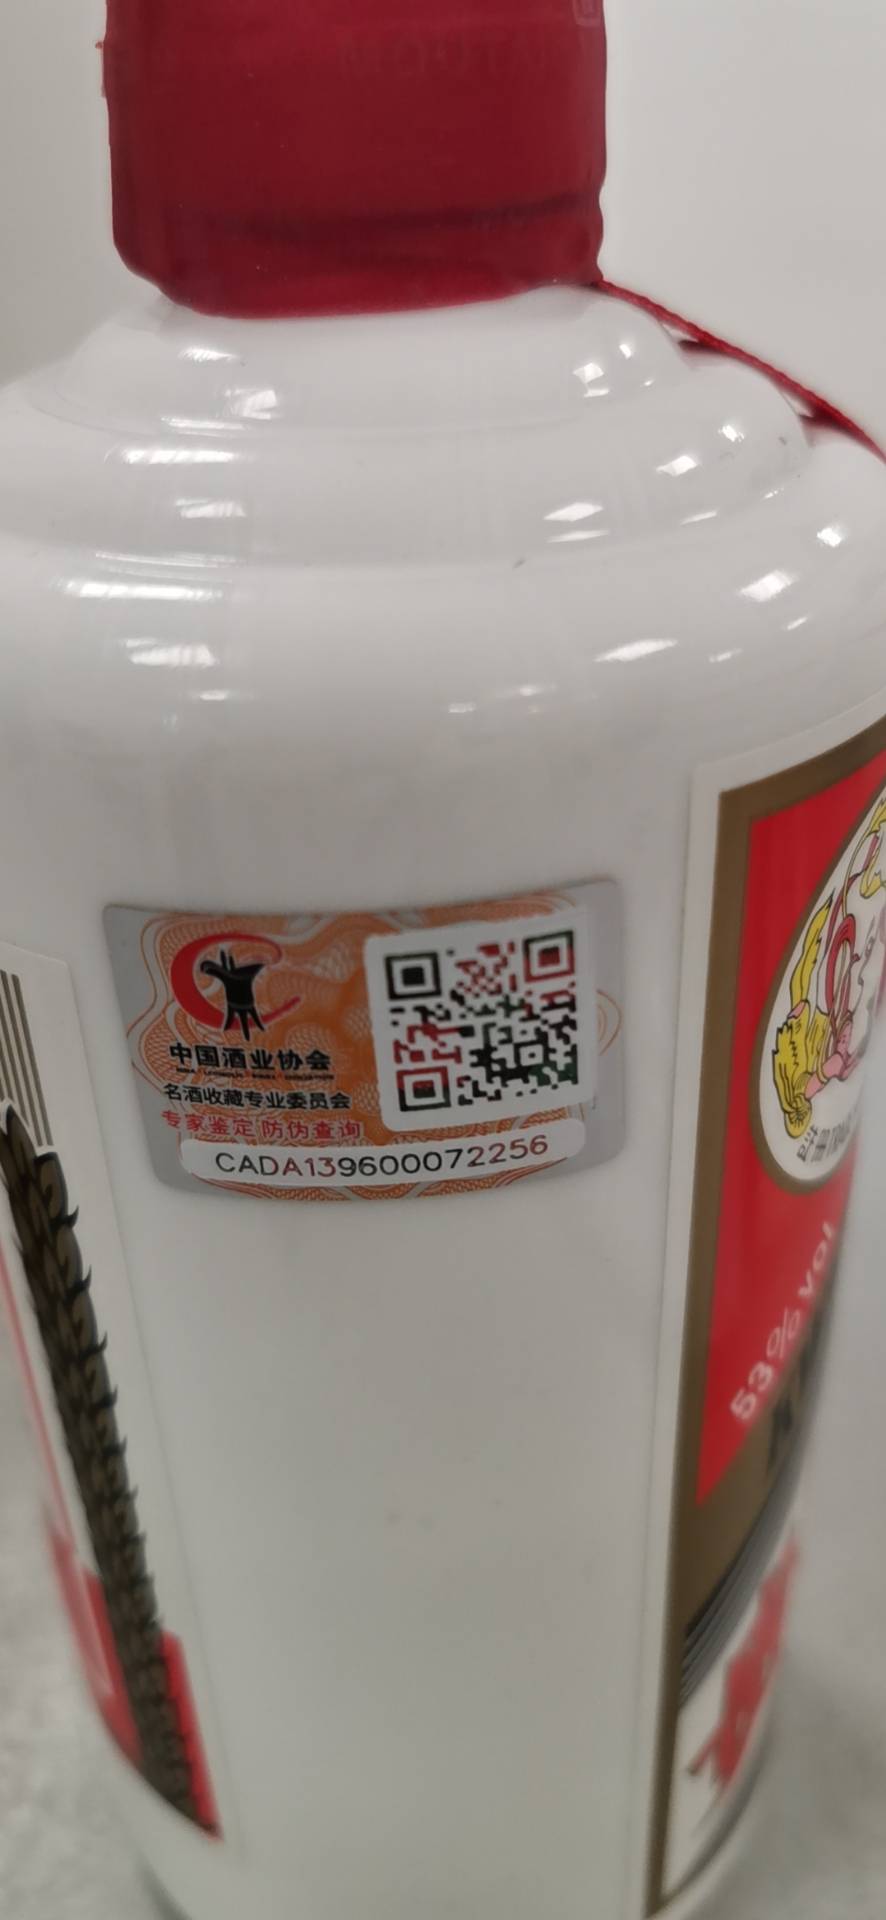 中国酒业协会
名酒收藏专业委员会
专家鉴定 防伪查询
CADA139600072256
53% vol